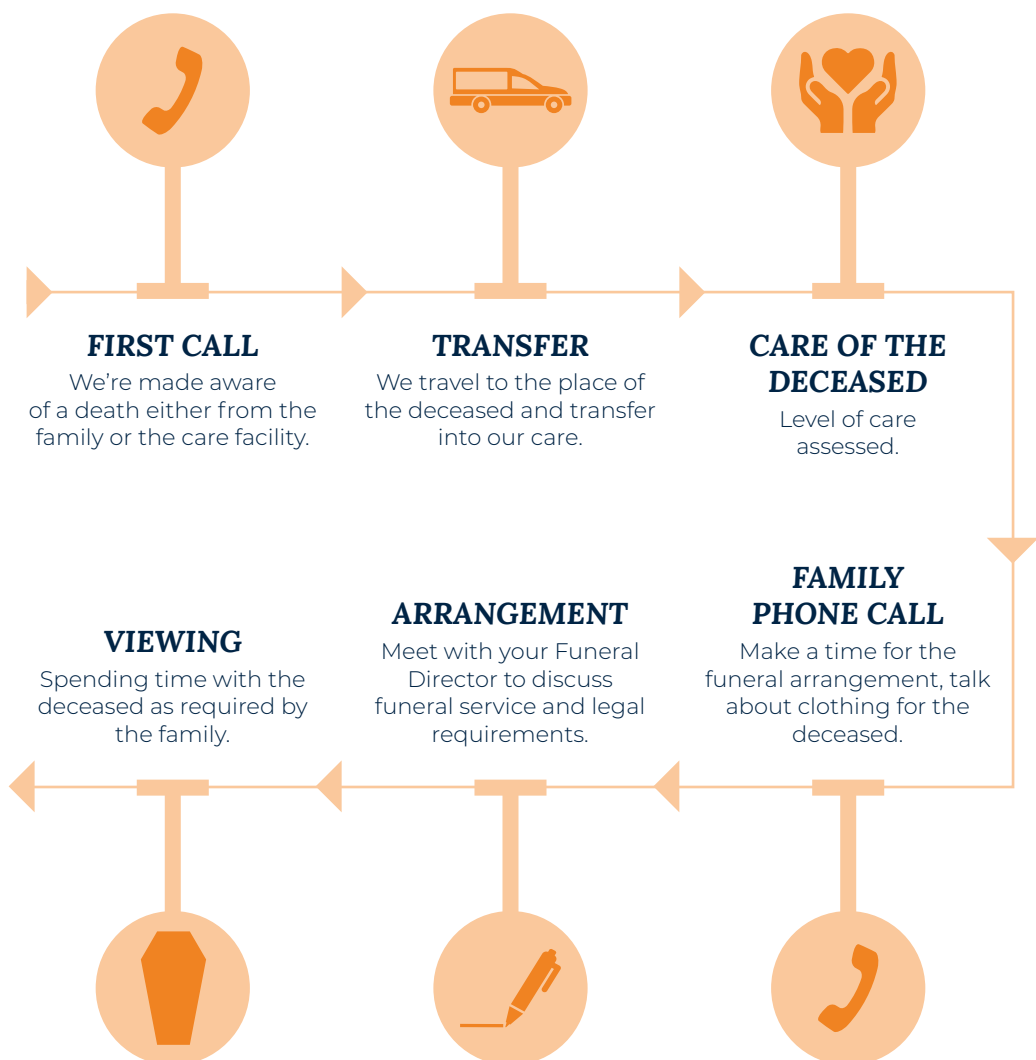 FIRST CALL
We’re made aware
of a death either from the
family or the care facility.
TRANSFER
We travel to the place of
the deceased and transfer
into our care.
CARE OF THE
DECEASED
Level of care
assessed.
FAMILY
PHONE CALL
Make a time for the
funeral arrangement, talk
about clothing for the
deceased.
ARRANGEMENT
Meet with your Funeral
Director to discuss
funeral service and legal
requirements.
VIEWING
Spending time with the
deceased as required by
the family.